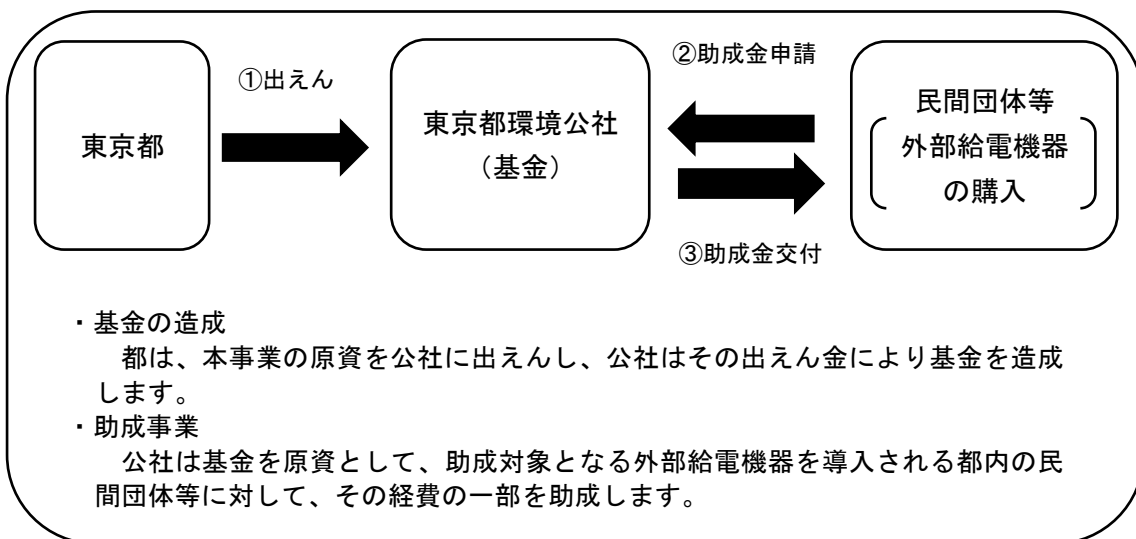 東京都
①出えん
東京都環境公社
（基金）
②助成金申請
③助成金交付
民間団体等
外部給電機器
の購入
・基金の造成
都は、本事業の原資を公社に出えんし、公社はその出えん金により基金を造成
します。
・助成事業
公社は基金を原資として、助成対象となる外部給電機器を導入される都内の民
間団体等に対して、その経費の一部を助成します。